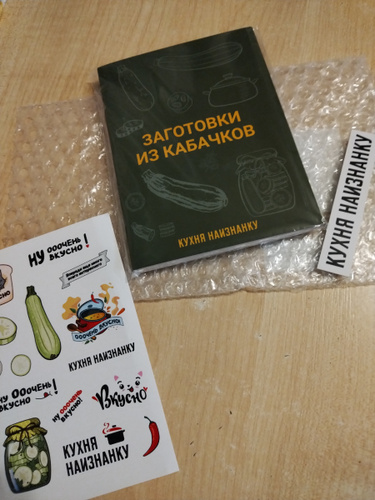 ЗАГОТОВКИ
ИЗ КАБАЧКОВ
КУХНЯ НАИЗНАНКУ
КУХНЯ НАИЗНАНКУ
НУ ОООЧЕНЬ
ВКУСНО!
ОООЧЕНЬ ВКУСНО!
КУХНЯ НАИЗНАНКУ
НУ ОООЧЕНЬ
ВКУСНО!
ну ОООЧЕНЬ
вкусно!
Вкусно
КУХНЯ
НАИЗНАНКУ